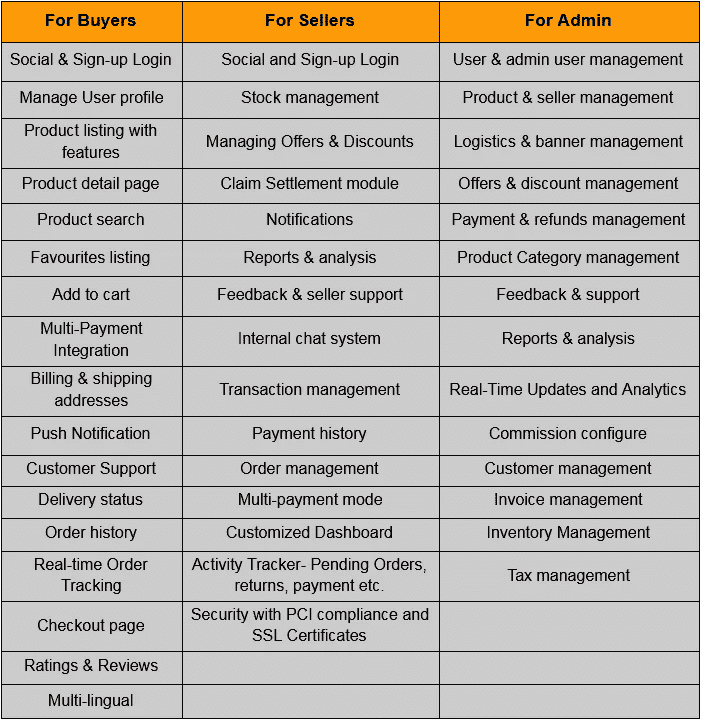 For Buyers For Sellers For Admin
Social & Sign-up Login Social and Sign-up Login User & admin user management
Manage User profile Stock management Product & seller management
Product listing with
features Managing Offers & Discounts Logistics & banner management
Product detail page Claim Settlement module Offers & discount management
Product search Notifications Payment & refunds management
Favourites listing Reports & analysis Product Category management
Add to cart Feedback & seller support Feedback & support
Multi-Payment
Integration Internal chat system Reports & analysis
Billing & shipping
addresses Transaction management Real-Time Updates and Analytics
Push Notification Payment history Commission configure
Customer Support Order management Customer management
Delivery status Multi-payment mode Invoice management
Order history Customized Dashboard Inventory Management
Real-time Order
Tracking Activity Tracker- Pending Orders,
returns, payment etc. Tax management
Checkout page Security with PCI compliance and
SSL Certificates
Ratings & Reviews
Multi-lingual